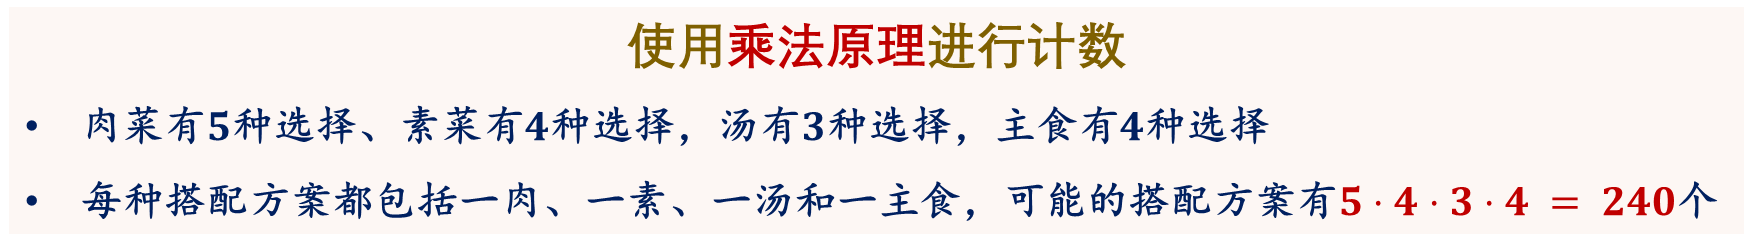 使用乘法原理进行计数
• 肉菜有5种选择、素菜有4种选择，汤有3种选择，主食有4种选择
• 每种搭配方案都包括一肉、一素、一汤和一主食，可能的搭配方案有5 · 4 · 3 · 4 = 240个